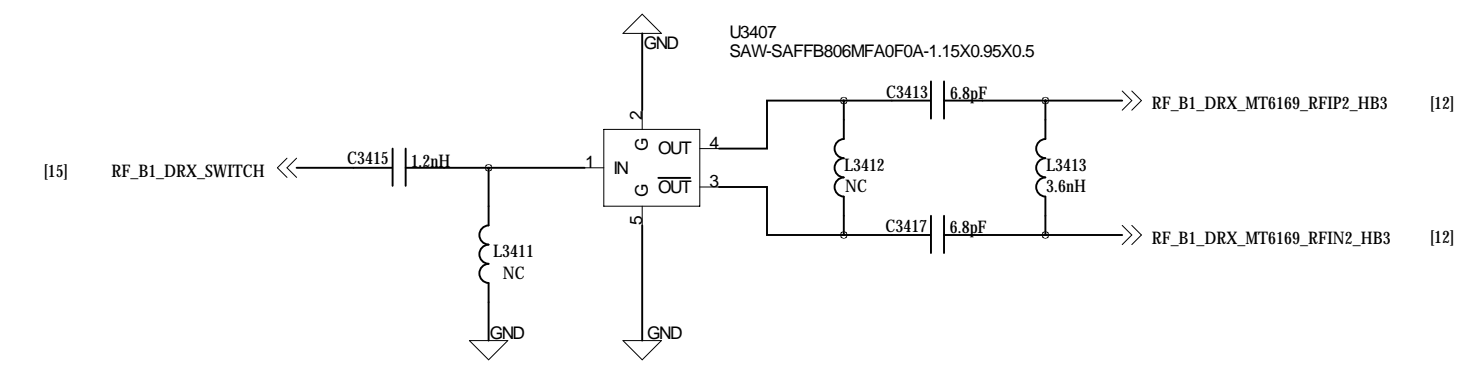 U3407
SAW-SAFFB806MFA0F0A-1.15X0.95X0.5
GND
C3413 6.8pF
RF_B1_DRX_MT6169_RFIP2_HB3 [12]
2
G OUT 4
C3415 1.2nH
[15] RF_B1_DRX_SWITCH
1 IN
L3412
NC
L3413
3.6nH
G OUT 3
5
C3417 6.8pF
RF_B1_DRX_MT6169_RFIN2_HB3 [12]
L3411
NC
GND
GND